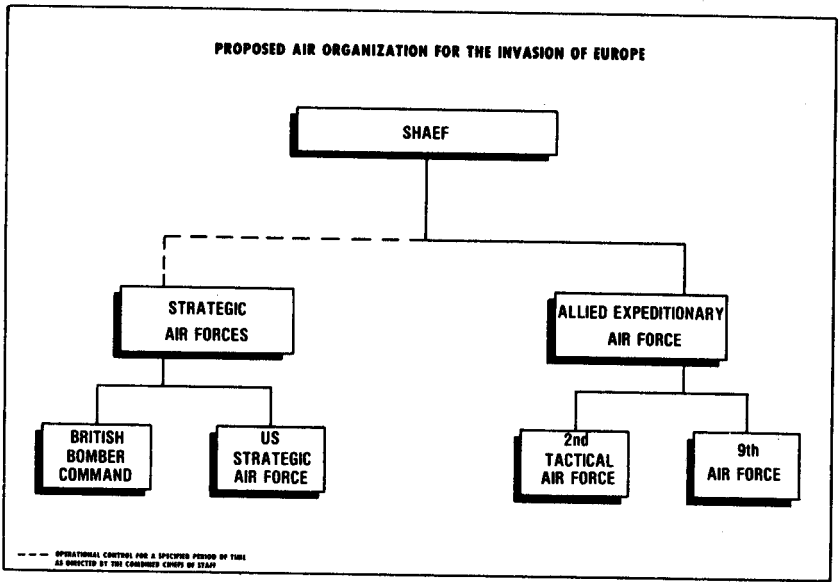 PROPOSED AIR ORGANIZATION FOR THE INVASION OF EUROPE
SHAEF
STRATEGIC
AIR FORCES
ALLIED EXPEDITIONARY
AIR FORCE
BRITISH
BOMBER
COMMAND
US
STRATEGIC
AIR FORCE
2nd
TACTICAL
AIR FORCE
9th
AIR FORCE
OPERATIONAL CONTROL FOR A SPECIFIED PERIOD OF TIME
AS DIRECTED BY THE COMBINED CHIEFS OF STAFF